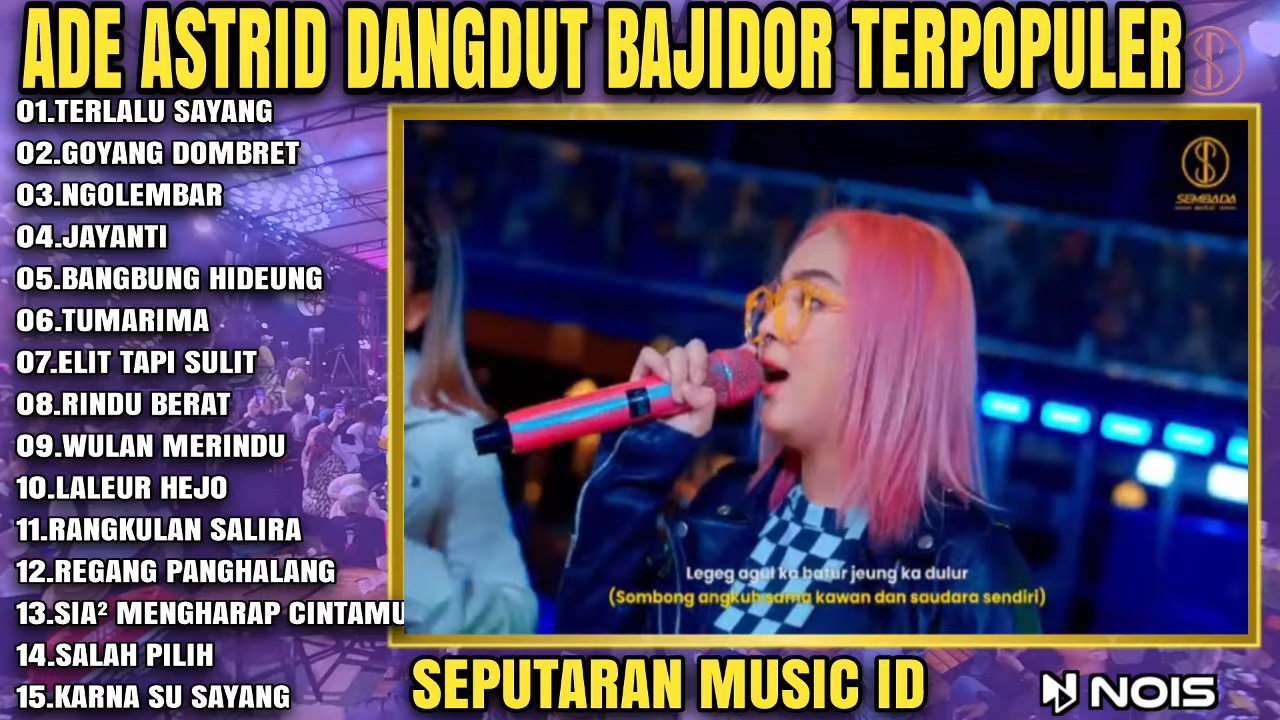 ADE ASTRID DANGDUT BAJIDOR TERPOPULER
01.TERLALU SAYANG
02.GOYANG DOMBRET
03.NGOLEMBAR
04.JAYANTI
05.BANGBUNG HIDEUNG
06.TUMARIMA
07.ELIT TAPI SULIT
08.RINDU BERAT
09.WULAN MERINDU
10.LALEUR HEJO
11.RANGKULAN SALIRA
12.REGANG PANGHALANG
13.SIA² MENGHARAP CINTAMU
14.SALAH PILIH
15.KARNA SU SAYANG
SEMBADA
MUSIC
Legeg agul ka batur jeung ka dulur
(Sombong angkuh sama kawan dan saudara sendiri)
SEPUTARAN MUSIC ID
NOIS